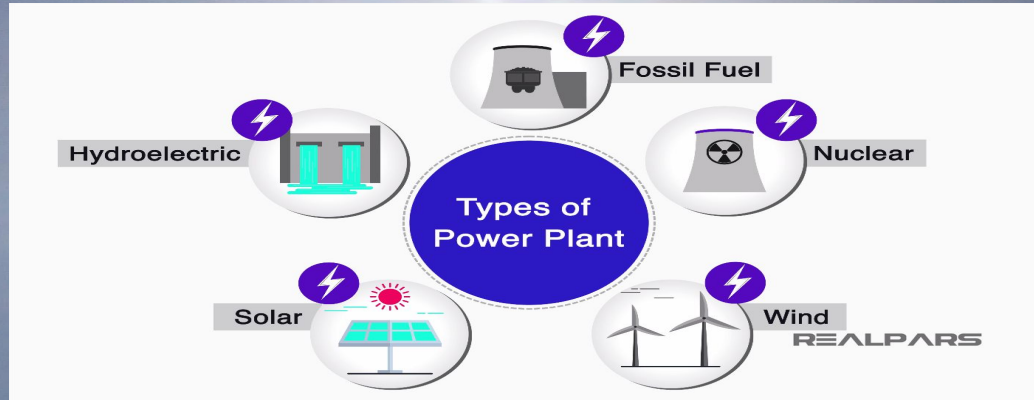 Fossil Fuel
Hydroelectric
Nuclear
Types of
Power Plant
Solar
Wind
REALPARS